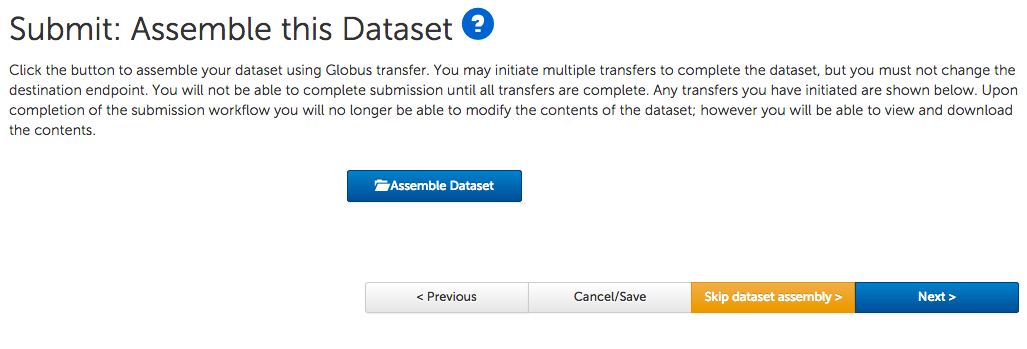 Submit: Assemble this Dataset ?
Click the button to assemble your dataset using Globus transfer. You may initiate multiple transfers to complete the dataset, but you must not change the
destination endpoint. You will not be able to complete submission until all transfers are complete. Any transfers you have initiated are shown below. Upon
completion of the submission workflow you will no longer be able to modify the contents of the dataset; however you will be able to view and download
the contents.
Assemble Dataset
< Previous Cancel/Save Skip dataset assembly > Next >